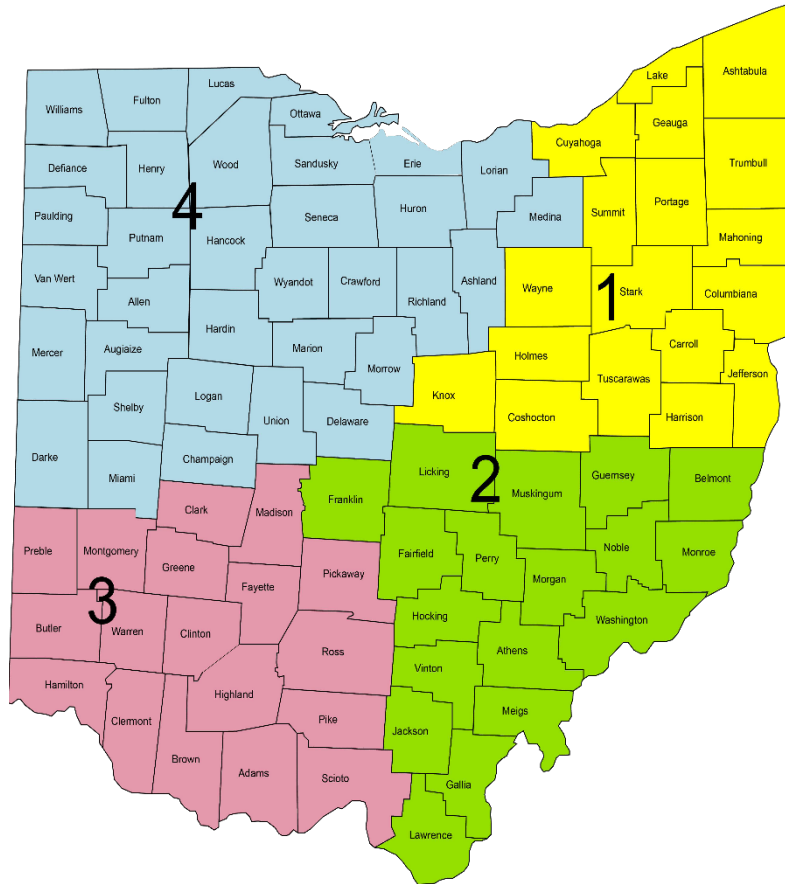 Lake
Ashtabula
Lucas
Fulton
Williams
Ottawa
Geauga
Cuyahoga
Wood
Sandusky
Erie
Lorian
Trumbull
Defiance
Henry
Portage
Summit
Huron
Medina
Paulding
4
Seneca
Putnam
Mahoning
Hancock
Van Wert
Wyandot
Crawford
Wayne
1
Stark
Columbiana
Allen
Richland
Ashland
Hardin
Mercer
Augiaize
Marion
Holmes
Carroll
Morrow
Tuscarawas
Jefferson
Logan
Knox
Shelby
Union
Delaware
Coshocton
Harrison
Darke
Champaign
Licking
2
Guernsey
Belmont
Miami
Franklin
Muskingum
Clark
Madison
Preble
Montgomery
Fairfield
Perry
Noble
Monroe
Greene
Pickaway
Fayette
Morgan
3
Hocking
Washington
Butler
Warren
Clinton
Ross
Athens
Vinton
Hamilton
Highland
Meigs
Clermont
Pike
Jackson
Brown
Adams
Scioto
Gallia
Lawrence